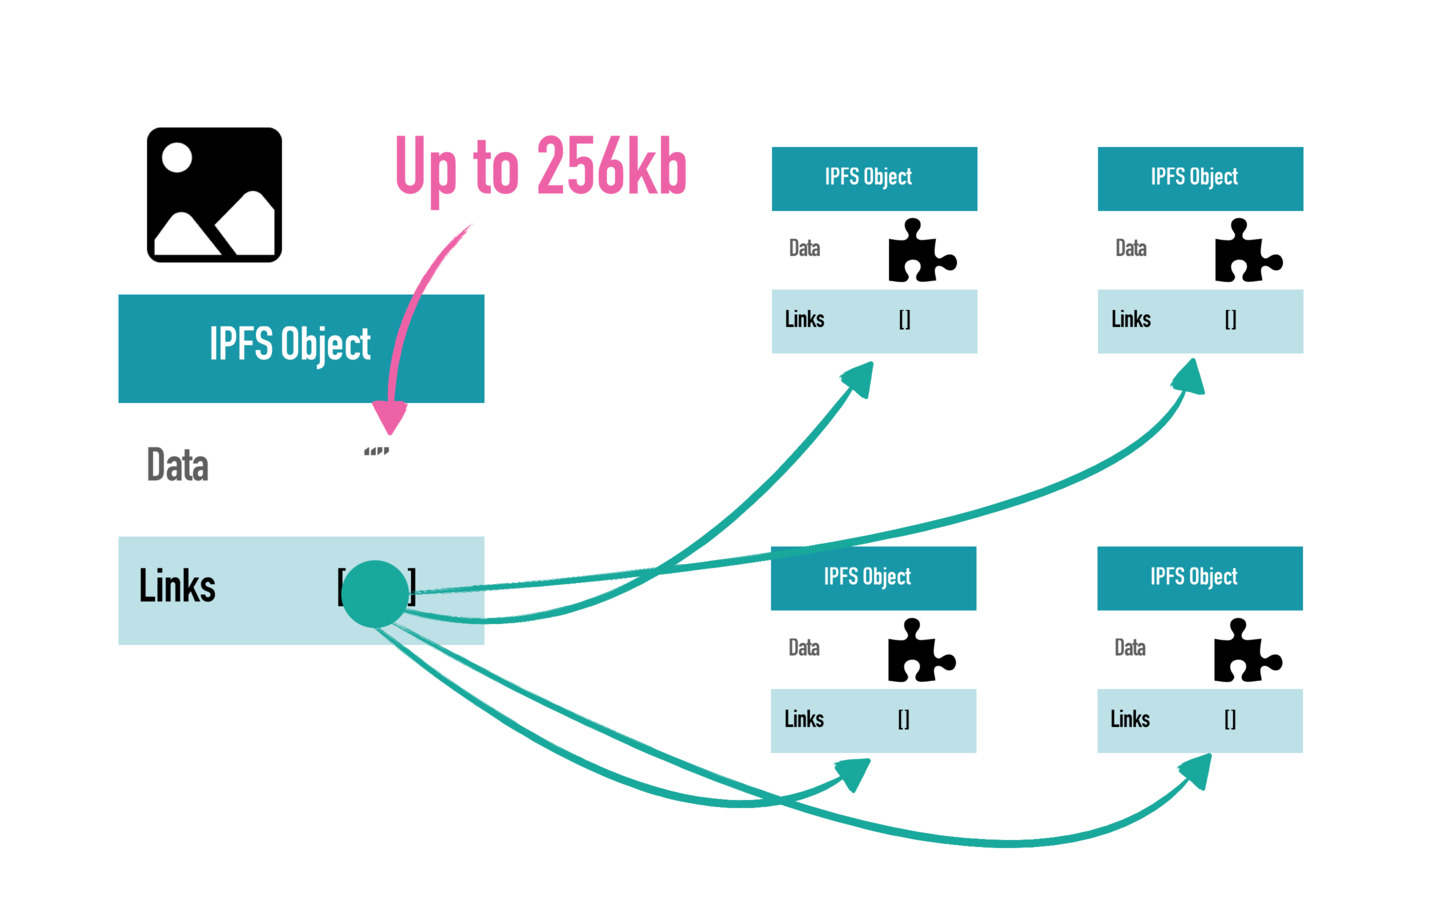 Up to 256kb
IPFS Object
Data “”
Links [ ]
IPFS Object
Data
Links []
IPFS Object
Data
Links []
IPFS Object
Data
Links []
IPFS Object
Data
Links []